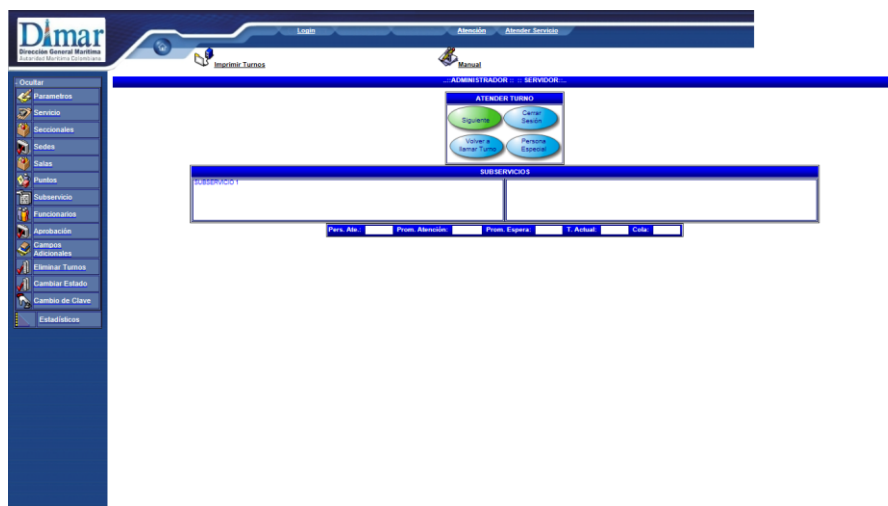 Dimar
Dirección General Marítima
Autoridad Marítima Colombiana
Login
Atención
Atender Servicio
Imprimir Turnos
Manual
..::ADMINISTRADOR :: :: SERVIDOR::..
- Ocultar
Parametros
Servicio
Seccionales
Sedes
Salas
Puntos
Subservicio
Funcionarios
Aprobación
Campos
Adicionales
Eliminar Turnos
Cambiar Estado
Cambio de Clave
Estadísticos
ATENDER TURNO
Siguiente
Cerrar
Sesión
Volver a
llamar Turno
Persona
Especial
SUBSERVICIOS
SUBSERVICIO 1
Pers. Ate.: Prom. Atención: Prom. Espera: T. Actual: Cola: